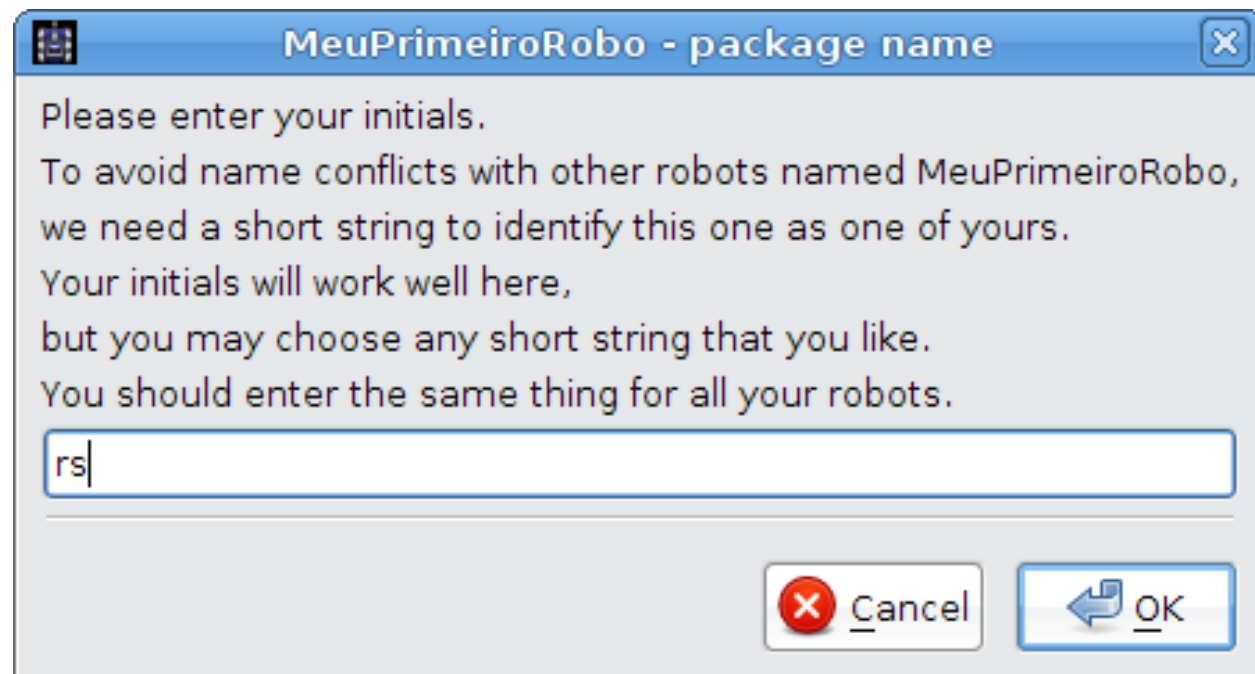 MeuPrimeiroRobo - package name
Please enter your initials.
To avoid name conflicts with other robots named MeuPrimeiroRobo,
we need a short string to identify this one as one of yours.
Your initials will work well here,
but you may choose any short string that you like.
You should enter the same thing for all your robots.
rs
Cancel OK